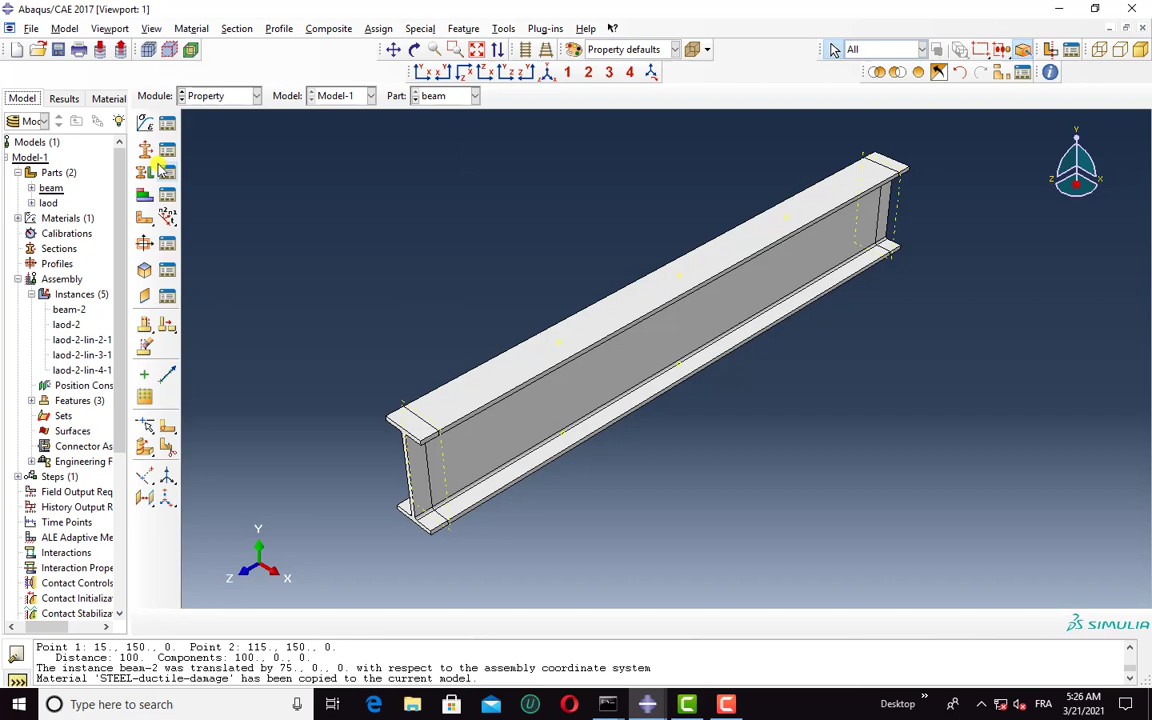 Abaqus/CAE 2017 [Viewport: 1]
File Model Viewport View Material Section Profile Composite Assign Special Feature Tools Plug-ins Help
Property defaults All
1 2 3 4
Model Results Material Module: Property Model: Model-1 Part: beam
Mod
Models (1)
Model-1
Parts (2)
beam
laod
Materials (1)
Calibrations
Sections
Profiles
Assembly
Instances (5)
beam-2
laod-2
laod-2-lin-2-1
laod-2-lin-3-1
laod-2-lin-4-1
Position Cons
Features (3)
Sets
Surfaces
Connector As
Engineering F
Steps (1)
Field Output Req
History Output R
Time Points
ALE Adaptive Me
Interactions
Interaction Prope
Contact Controls
Contact Initializa
Contact Stabiliza
Y
Z X
Y
Z X
SIMULIA
Point 1: 15., 150., 0. Point 2: 115., 150., 0.
Distance: 100. Components: 100., 0., 0.
The instance beam-2 was translated by 75., 0., 0. with respect to the assembly coordinate system
Material 'STEEL-ductile-damage' has been copied to the current model.
Type here to search
Desktop
FRA
5:26 AM
3/21/2021